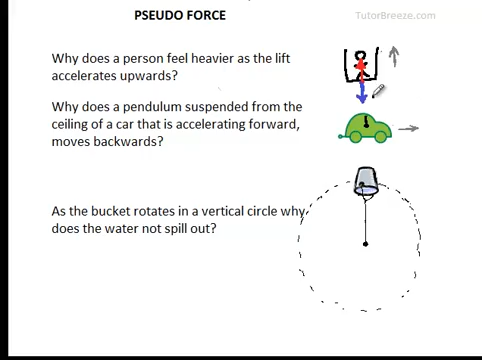 PSEUDO FORCE
TutorBreeze.com
Why does a person feel heavier as the lift
accelerates upwards?
Why does a pendulum suspended from the
ceiling of a car that is accelerating forward,
moves backwards?
As the bucket rotates in a vertical circle why
does the water not spill out?